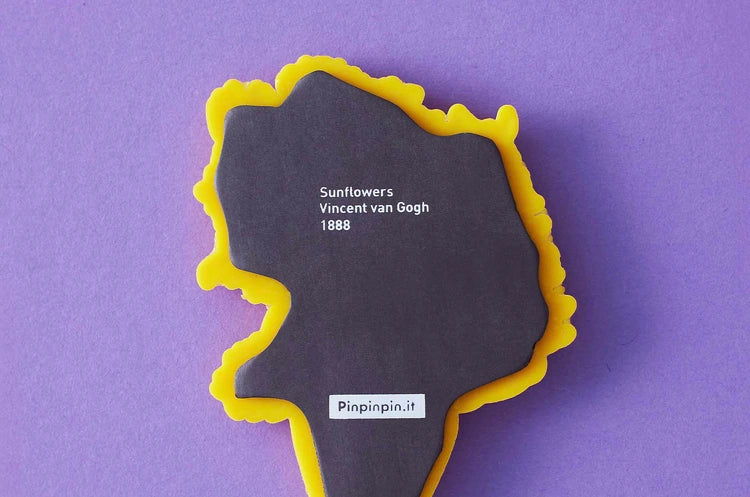 Sunflowers
Vincent van Gogh
1888
Pinpinpin.it